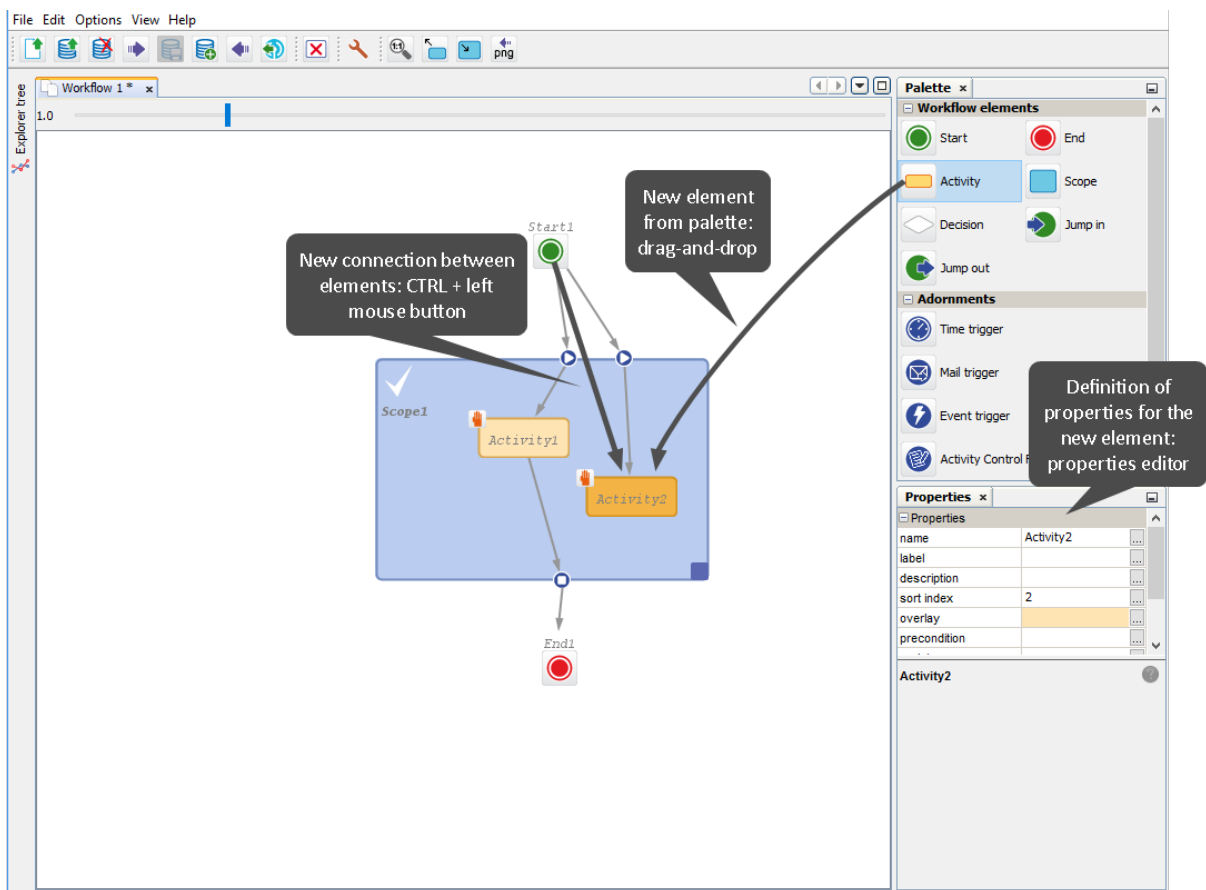 File Edit Options View Help
1:1
png
Explorer tree
Workflow 1 *
1.0
Start1
New connection between
elements: CTRL + left
mouse button
New element
from palette:
drag-and-drop
Scope1
Activity1
Activity2
End1
Palette
Workflow elements
Start
End
Activity
Scope
Decision
Jump in
Jump out
Adornments
Time trigger
Mail trigger
Event trigger
Activity Control
Definition of
properties for the
new element:
properties editor
Properties
Properties
name Activity2 ...
label ...
description ...
sort index 2 ...
overlay ...
precondition ...
Activity2
?